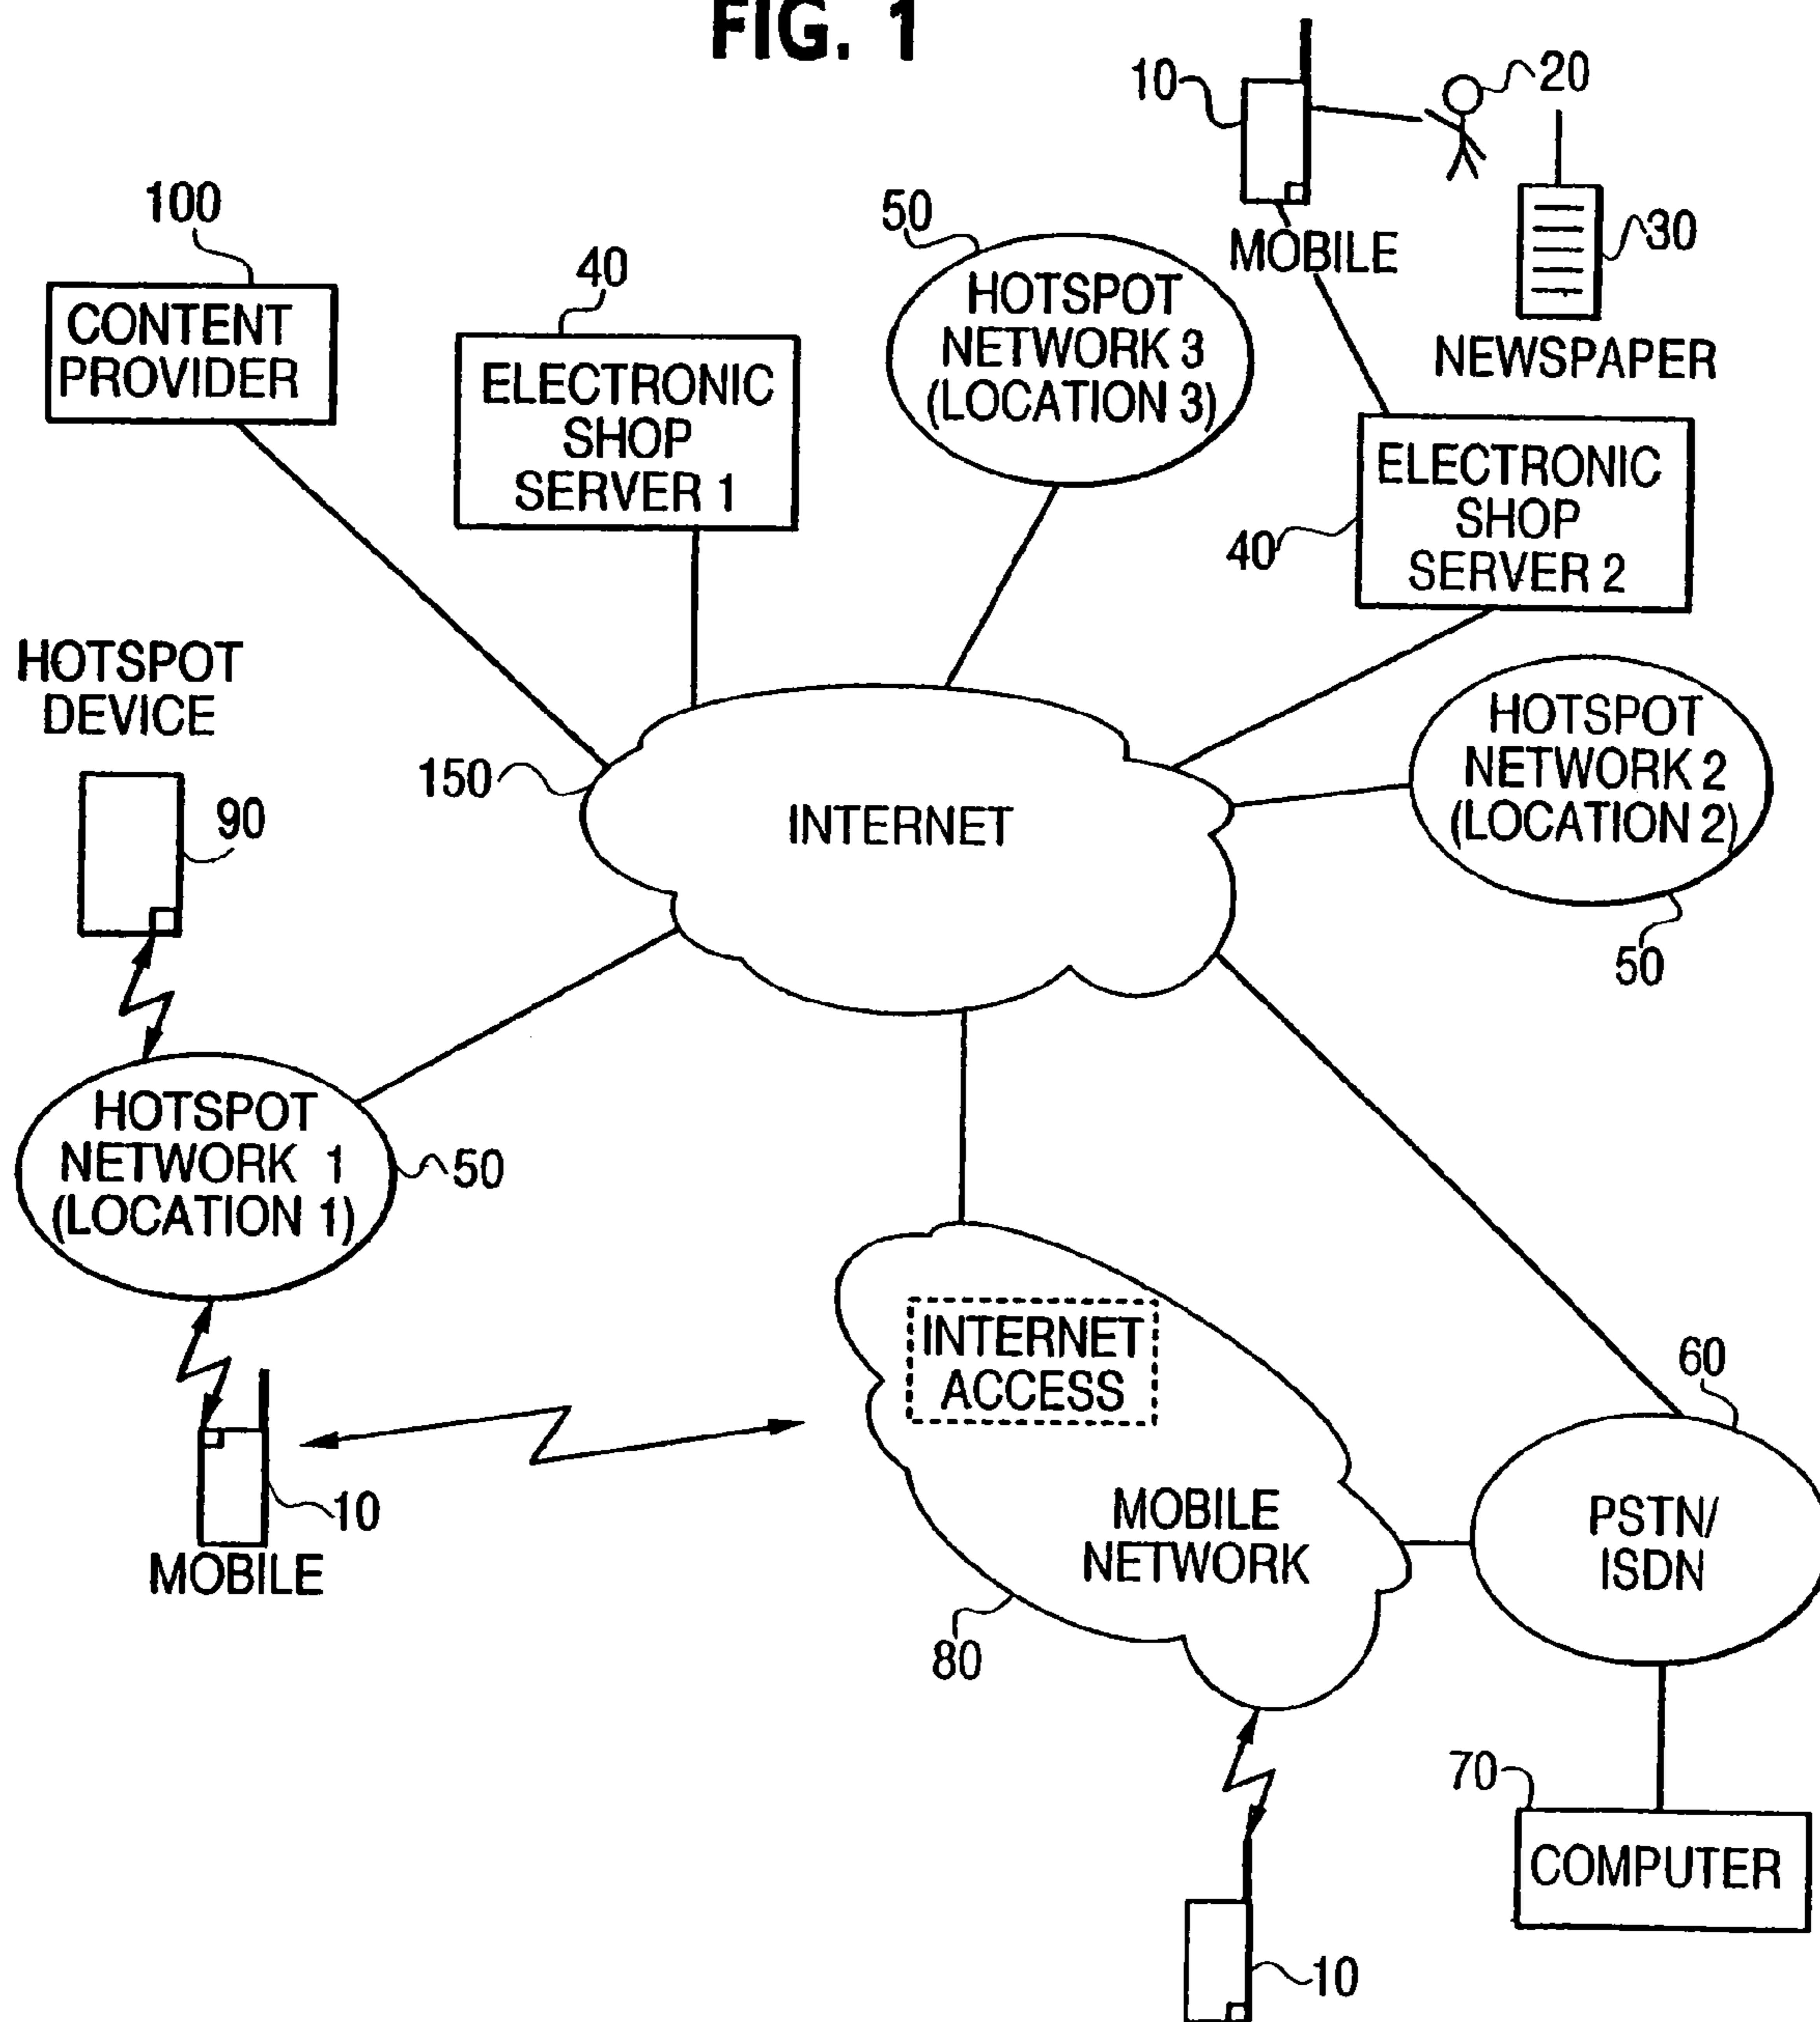 FIG. 1
10
20
100
50
MOBILE
30
40
HOTSPOT
NETWORK 3
(LOCATION 3)
CONTENT
PROVIDER
NEWSPAPER
ELECTRONIC
SHOP
SERVER 1
ELECTRONIC
SHOP
SERVER 2
40
HOTSPOT
DEVICE
HOTSPOT
NETWORK 2
(LOCATION 2)
150
INTERNET
90
50
HOTSPOT
NETWORK 1
(LOCATION 1)
50
INTERNET
ACCESS
60
10
MOBILE
MOBILE
NETWORK
PSTN/
ISDN
80
70
COMPUTER
10